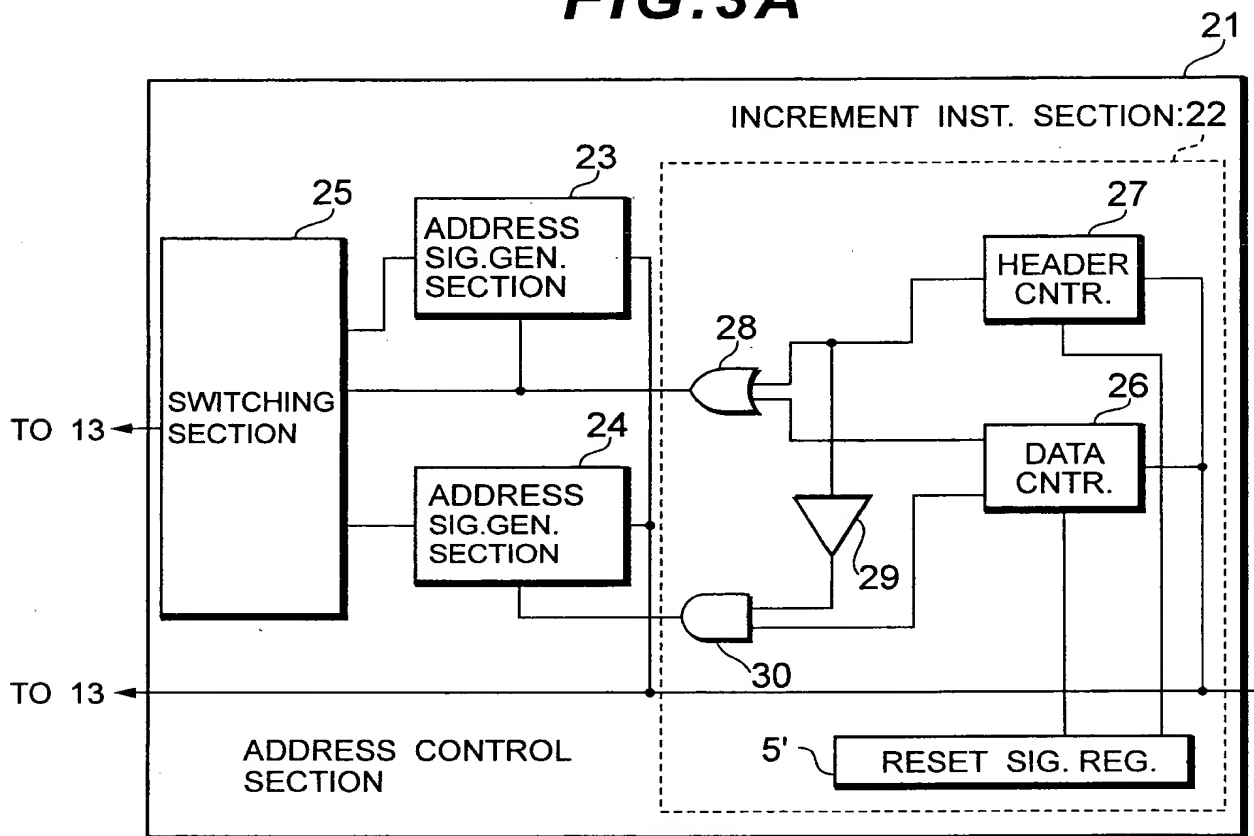 FIG.3A
21
INCREMENT INST. SECTION:22
23
ADDRESS
SIG.GEN.
SECTION
25
SWITCHING
SECTION
27
HEADER
CNTR.
28
26
DATA
CNTR.
TO 13
24
ADDRESS
SIG.GEN.
SECTION
29
30
TO 13
ADDRESS CONTROL
SECTION
5'
RESET SIG. REG.